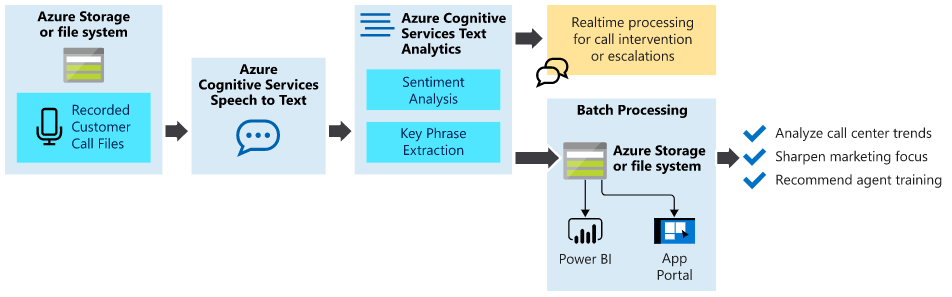 Azure Storage
or file system
Recorded
Customer
Call Files
Azure
Cognitive Services
Speech to Text
Azure Cognitive
Services Text
Analytics
Sentiment
Analysis
Key Phrase
Extraction
Realtime processing
for call intervention
or escalations
Batch Processing
Azure Storage
or file system
Power BI
App
Portal
Analyze call center trends
Sharpen marketing focus
Recommend agent training